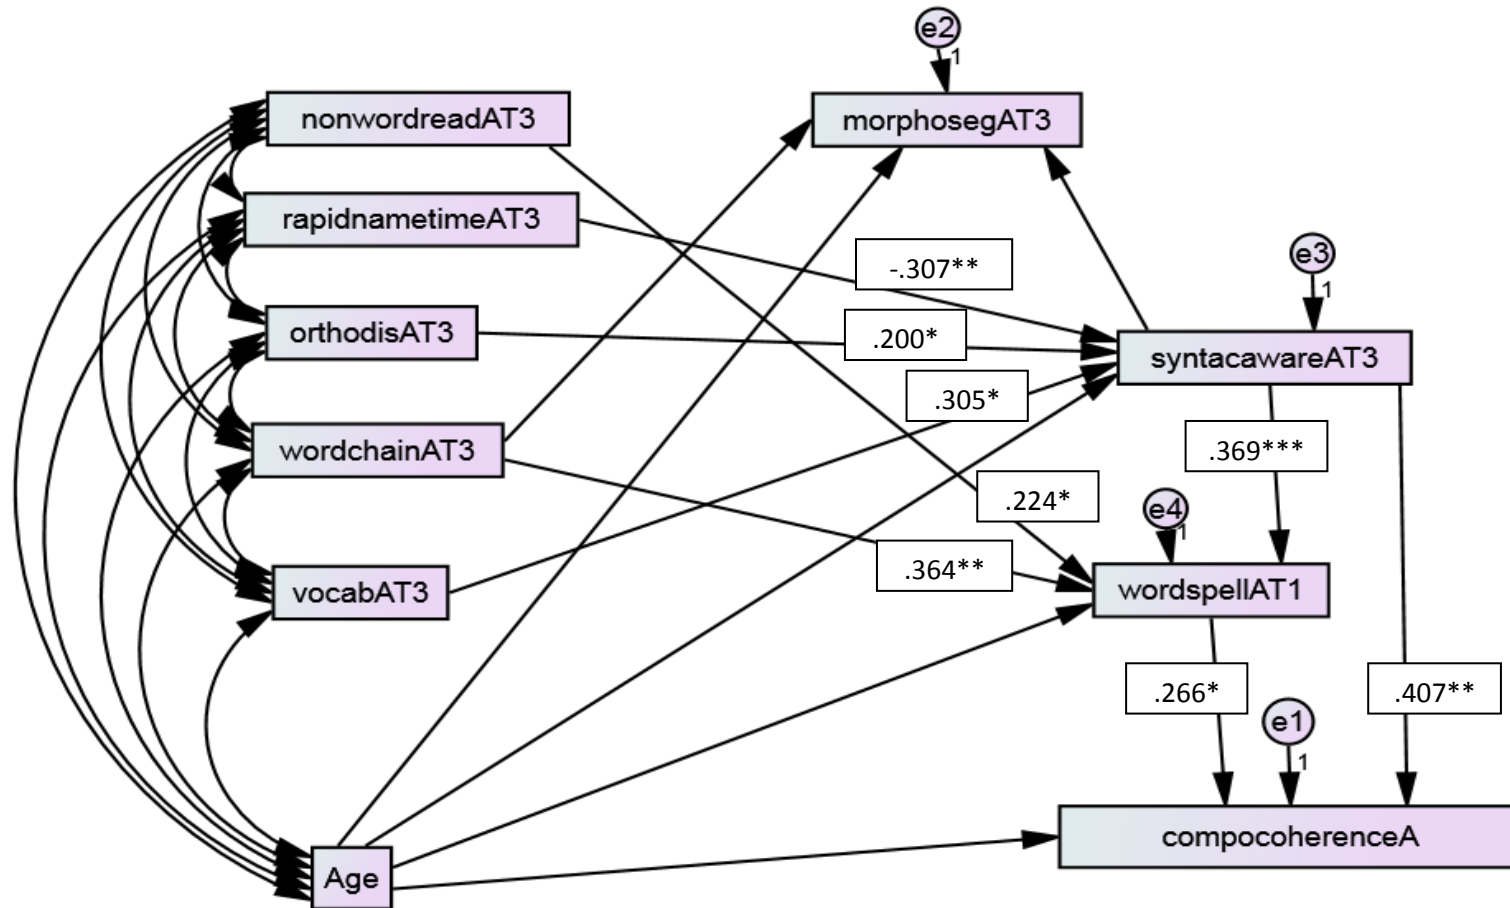 e2
1
nonwordreadAT3
morphosegAT3
rapidnametimeAT3
-.307**
e3
1
orthodisAT3
.200*
syntacawareAT3
.305*
wordchainAT3
.369***
.224*
e4
1
.364**
vocabAT3
wordspellAT1
.266*
.407**
e1
1
compocoherenceA
Age